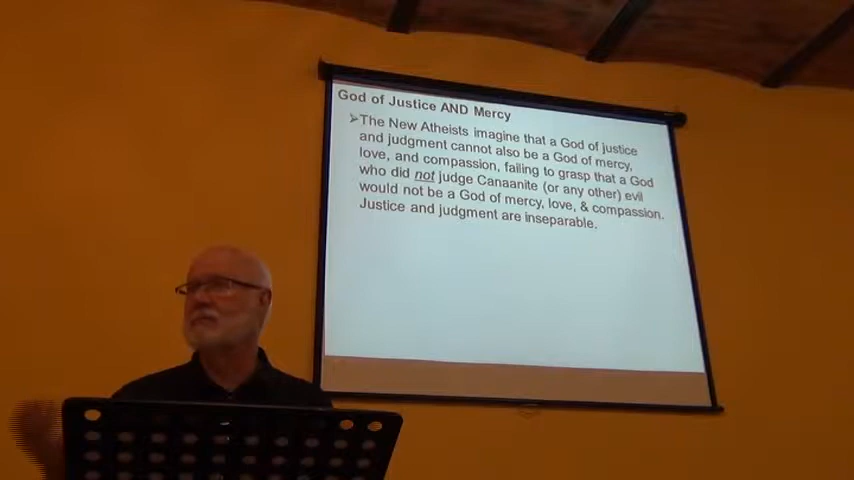 God of Justice AND Mercy
➢The New Atheists imagine that a God of justice
and judgment cannot also be a God of mercy,
love, and compassion, failing to grasp that a God
who did not judge Canaanite (or any other) evil
would not be a God of mercy, love, & compassion.
Justice and judgment are inseparable.